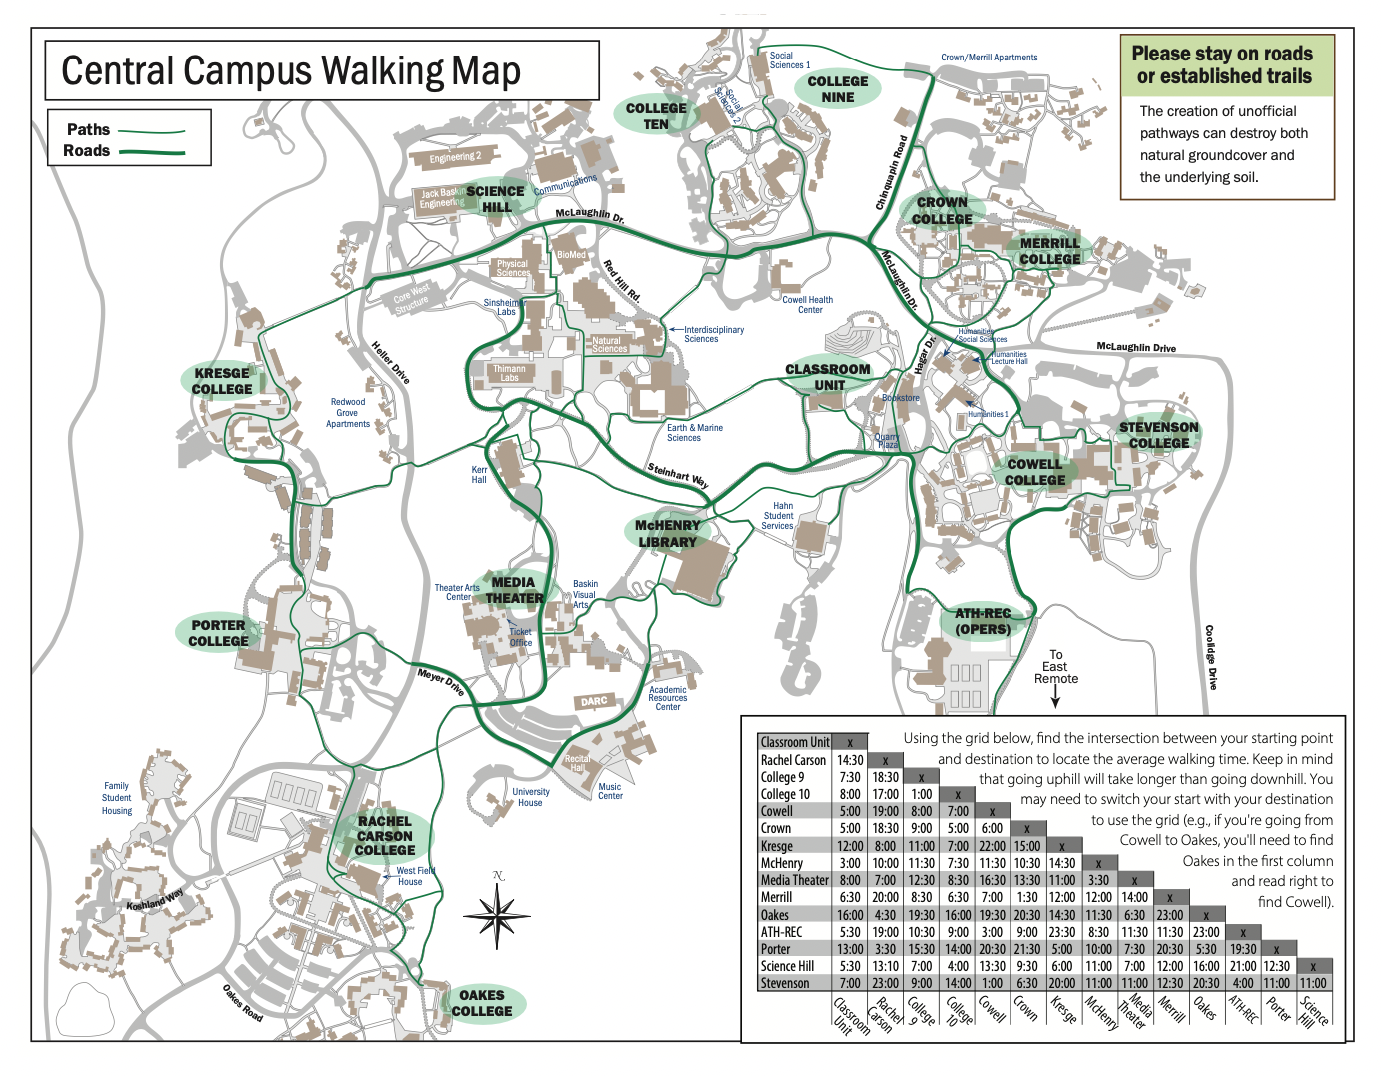 Central Campus Walking Map
Paths
Roads
Please stay on roads
or established trails
The creation of unofficial
pathways can destroy both
natural groundcover and
the underlying soil.
Social
Sciences 1
COLLEGE
NINE
Crown/Merrill Apartments
COLLEGE
TEN
Social
Sciences 2
Engineering 2
Jack Baskin
Engineering
SCIENCE
HILL
Communications
McLaughlin Dr.
Chinquapin Road
CROWN
COLLEGE
MERRILL
COLLEGE
Physical
Sciences
BioMed
Red Hill Rd.
McLaughlin Dr.
Core West
Structure
Sinsheimer
Labs
Cowell Health
Center
Interdisciplinary
Sciences
Natural
Sciences
Humanities
Social Sciences
Humanities
Lecture Hall
Hagar Dr.
McLaughlin Drive
Heller Drive
KRESGE
COLLEGE
Thimann
Labs
CLASSROOM
UNIT
Bookstore
Redwood
Grove
Apartments
Humanities 1
Earth & Marine
Sciences
Quarry
Plaza
STEVENSON
COLLEGE
COWELL
COLLEGE
Kerr
Hall
Steinhart Way
Hahn
Student
Services
McHENRY
LIBRARY
Theater Arts
Center
MEDIA
THEATER
Baskin
Visual
Arts
Ticket
Office
PORTER
COLLEGE
ATH-REC
(OPERS)
To
East
Remote
Coolidge Drive
Meyer Drive
DARC
Academic
Resources
Center
Recital
Hall
Music
Center
University
House
Family
Student
Housing
RACHEL
CARSON
COLLEGE
West Field
House
Koshland Way
N
Oakes Road
OAKES
COLLEGE
Using the grid below, find the intersection between your starting point
and destination to locate the average walking time. Keep in mind
that going uphill will take longer than going downhill. You
may need to switch your start with your destination
to use the grid (e.g., if you're going from
Cowell to Oakes, you'll need to find
Oakes in the first column
and read right to
find Cowell).
Classroom Unit x
Rachel Carson 14:30 x
College 9 7:30 18:30 x
College 10 8:00 17:00 1:00 x
Cowell 5:00 19:00 8:00 7:00 x
Crown 5:00 18:30 9:00 5:00 6:00 x
Kresge 12:00 8:00 11:00 7:00 22:00 15:00 x
McHenry 3:00 10:00 11:30 7:30 11:30 10:30 14:30 x
Media Theater 8:00 7:00 12:30 8:30 16:30 13:30 11:00 3:30 x
Merrill 6:30 20:00 8:30 6:30 7:00 1:30 12:00 12:00 14:00 x
Oakes 16:00 4:30 19:30 16:00 19:30 20:30 14:30 11:30 6:30 23:00 x
ATH-REC 5:30 19:00 10:30 9:00 3:00 9:00 23:30 8:30 11:30 11:30 23:00 x
Porter 13:00 3:30 15:30 14:00 20:30 21:30 5:00 10:00 7:30 20:30 5:30 19:30 x
Science Hill 5:30 13:10 7:00 4:00 13:30 9:30 6:00 11:00 7:00 12:00 16:00 21:00 12:30 x
Stevenson 7:00 23:00 9:00 14:00 1:00 6:30 20:00 11:00 11:00 12:30 20:30 4:00 11:00 11:00
Classroom
Unit
Rachel
Carson
College
9
College
10
Cowell
Crown
Kresge
McHenry
Media
Theater
Merrill
Oakes
ATH-REC
Porter
Science
Hill